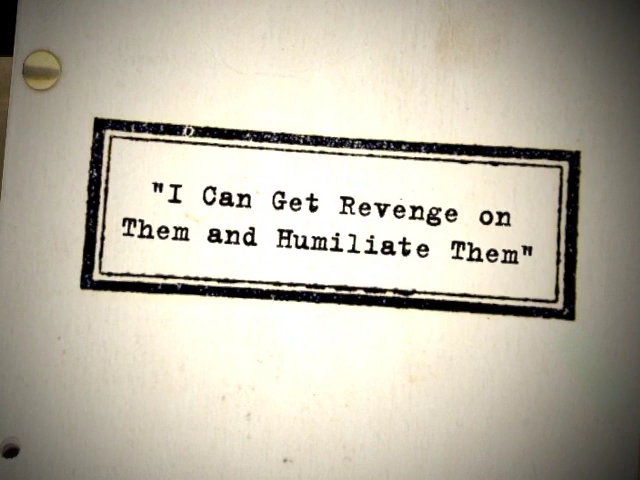 "I Can Get Revenge on
Them and Humiliate Them"